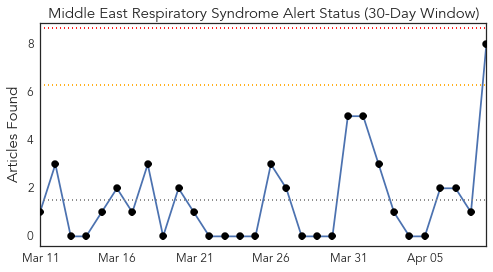 Middle East Respiratory Syndrome Alert Status (30-Day Window)
Articles Found
8
6
4
2
0
Mar 11 Mar 16 Mar 21 Mar 26 Mar 31 Apr 05